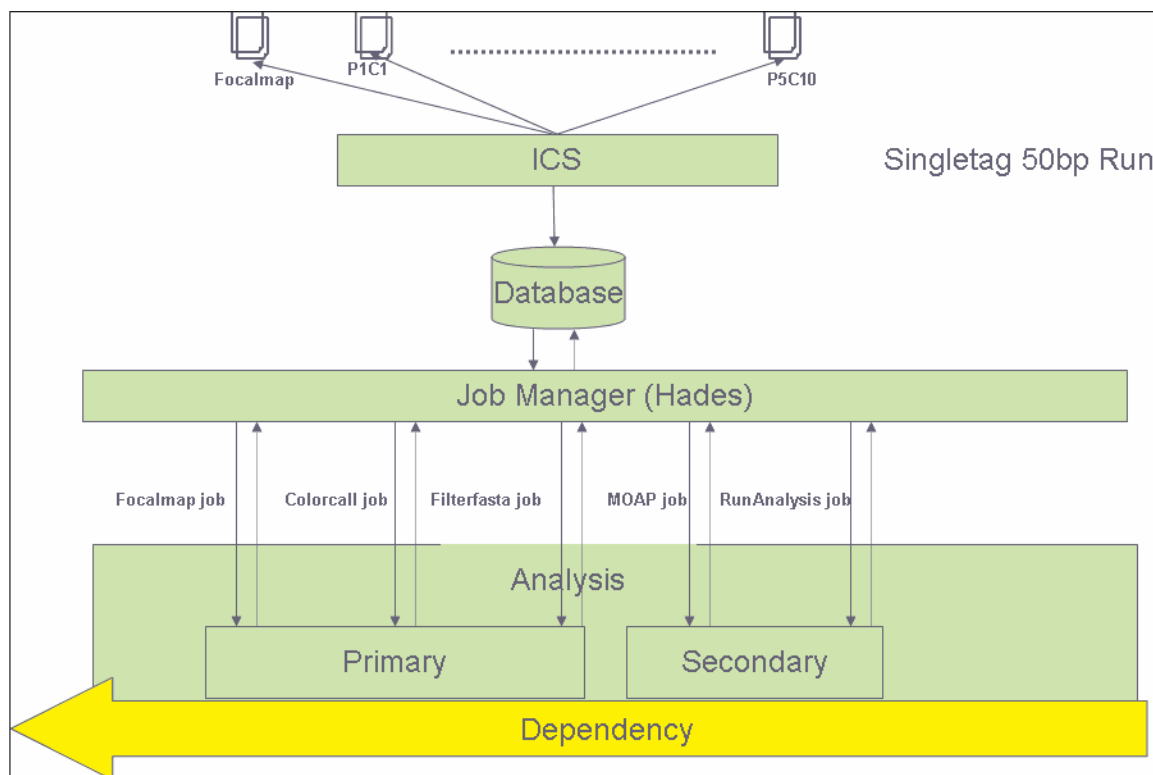 Focalmap
P1C1
P5C10
ICS
Singletag 50bp Run
Database
Job Manager (Hades)
Focalmap job
Colorcall job
Filterfasta job
MOAP job
RunAnalysis job
Analysis
Primary
Secondary
Dependency